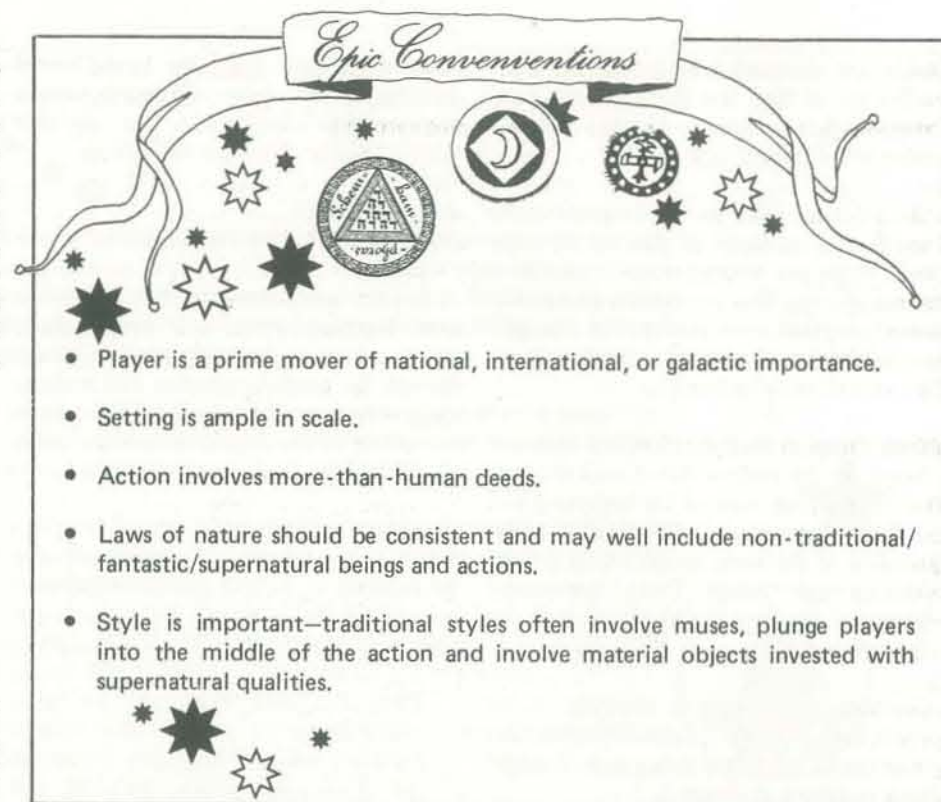 Epic Convenventions
Schem - ham - phoras -
• Player is a prime mover of national, international, or galactic importance.
• Setting is ample in scale.
• Action involves more-than-human deeds.
• Laws of nature should be consistent and may well include non-traditional/
fantastic/supernatural beings and actions.
• Style is important—traditional styles often involve muses, plunge players
into the middle of the action and involve material objects invested with
supernatural qualities.